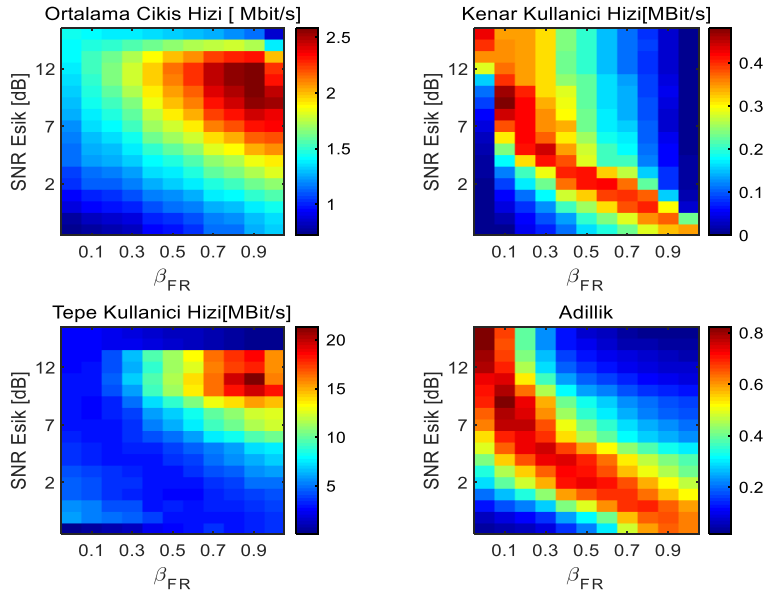 Ortalama Cikis Hizi [ Mbit/s]
SNR Esik [dB]
12
7
2
0.1 0.3 0.5 0.7 0.9
β_FR
2.5
2
1.5
1
Kenar Kullanici Hizi[MBit/s]
SNR Esik [dB]
12
7
2
0.1 0.3 0.5 0.7 0.9
β_FR
0.4
0.3
0.2
0.1
0
Tepe Kullanici Hizi[MBit/s]
SNR Esik [dB]
12
7
2
0.1 0.3 0.5 0.7 0.9
β_FR
20
15
10
5
Adillik
SNR Esik [dB]
12
7
2
0.1 0.3 0.5 0.7 0.9
β_FR
0.8
0.6
0.4
0.2